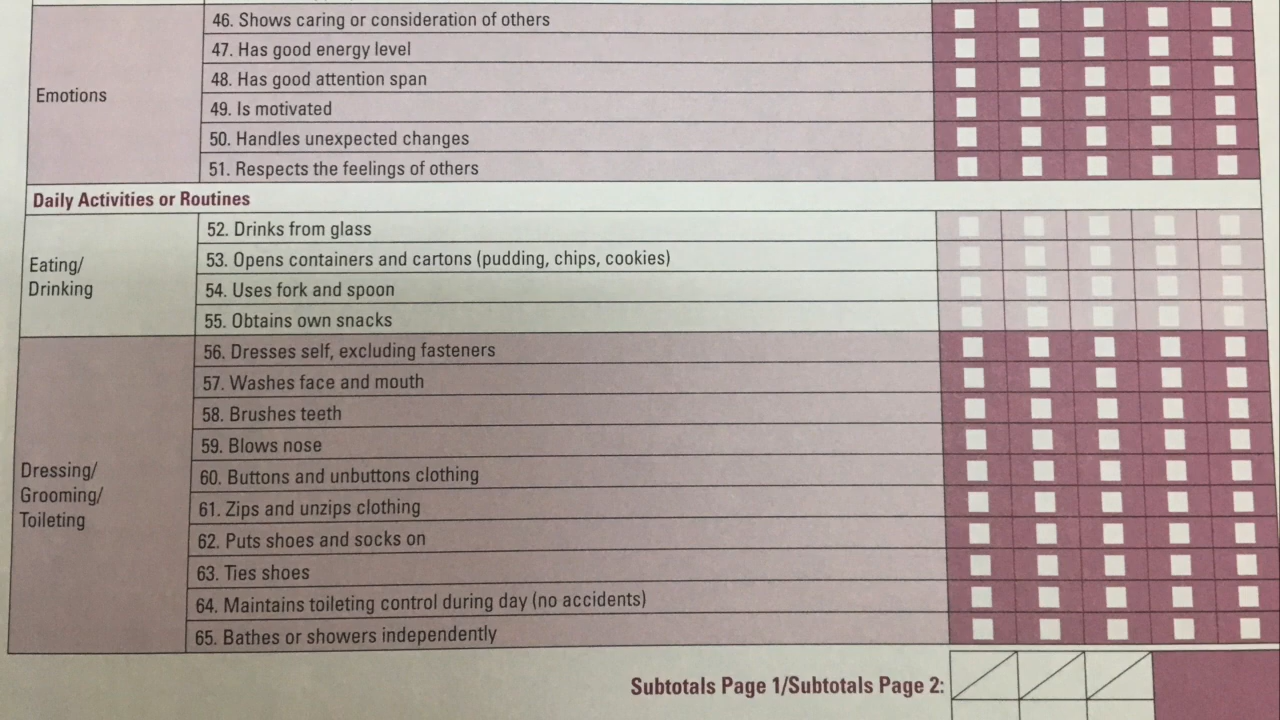 Emotions
46. Shows caring or consideration of others
47. Has good energy level
48. Has good attention span
49. Is motivated
50. Handles unexpected changes
51. Respects the feelings of others
Daily Activities or Routines
Eating/
Drinking
52. Drinks from glass
53. Opens containers and cartons (pudding, chips, cookies)
54. Uses fork and spoon
55. Obtains own snacks
Dressing/
Grooming/
Toileting
56. Dresses self, excluding fasteners
57. Washes face and mouth
58. Brushes teeth
59. Blows nose
60. Buttons and unbuttons clothing
61. Zips and unzips clothing
62. Puts shoes and socks on
63. Ties shoes
64. Maintains toileting control during day (no accidents)
65. Bathes or showers independently
Subtotals Page 1/Subtotals Page 2: